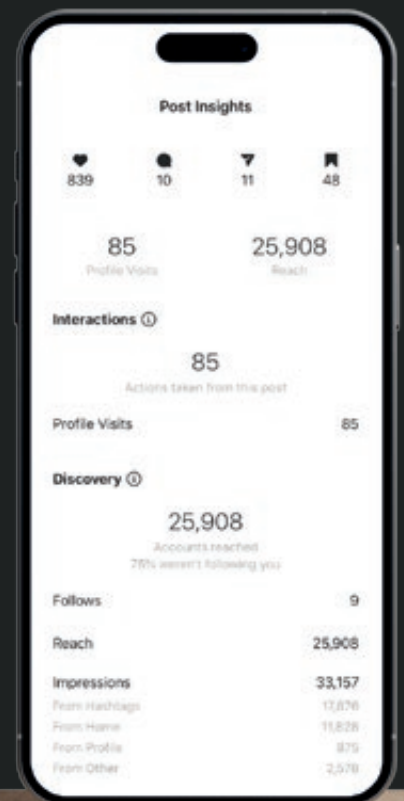 Post Insights
839 10 11 48
85 25,908
Profile Visits Reach
Interactions
85
Actions taken from this post
Profile Visits 85
Discovery
25,908
Accounts reached
76% weren't following you
Follows 9
Reach 25,908
Impressions 33,157
From Hashtags 17,876
From Home 11,828
From Profile 875
From Other 2,578